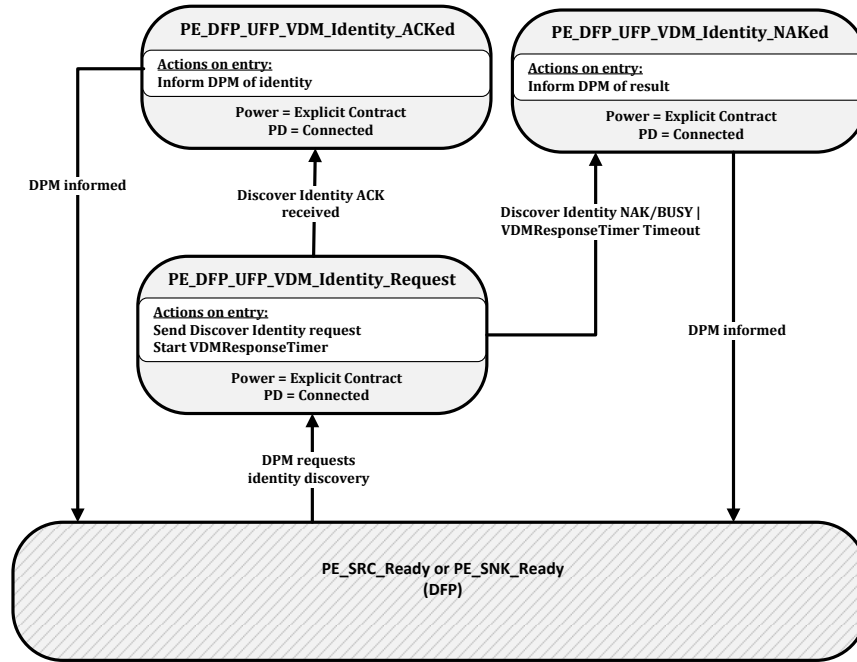 PE_DFP_UFP_VDM_Identity_ACKed
Actions on entry:
Inform DPM of identity
Power = Explicit Contract
PD = Connected
PE_DFP_UFP_VDM_Identity_NAKed
Actions on entry:
Inform DPM of result
Power = Explicit Contract
PD = Connected
DPM informed
Discover Identity ACK
received
Discover Identity NAK/BUSY |
VDMResponseTimer Timeout
PE_DFP_UFP_VDM_Identity_Request
Actions on entry:
Send Discover Identity request
Start VDMResponseTimer
Power = Explicit Contract
PD = Connected
DPM informed
DPM requests
identity discovery
PE_SRC_Ready or PE_SNK_Ready
(DFP)